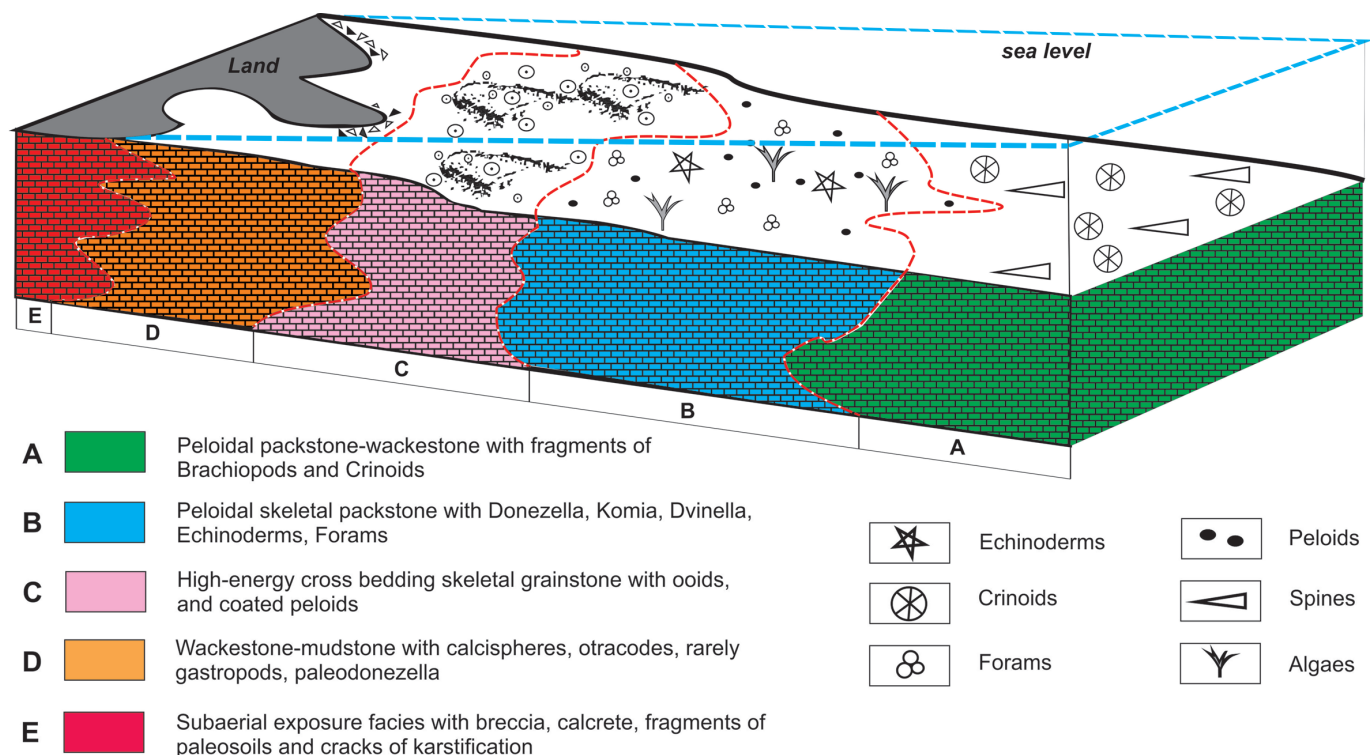 Land
sea level
E
D
C
B
A
A Peloidal packstone-wackestone with fragments of
Brachiopods and Crinoids
B Peloidal skeletal packstone with Donezella, Komia, Dvinella,
Echinoderms, Forams
C High-energy cross bedding skeletal grainstone with ooids,
and coated peloids
D Wackestone-mudstone with calcispheres, otracodes, rarely
gastropods, paleodonezella
E Subaerial exposure facies with breccia, calcrete, fragments of
paleosoils and cracks of karstification
Echinoderms
Crinoids
Forams
Peloids
Spines
Algaes